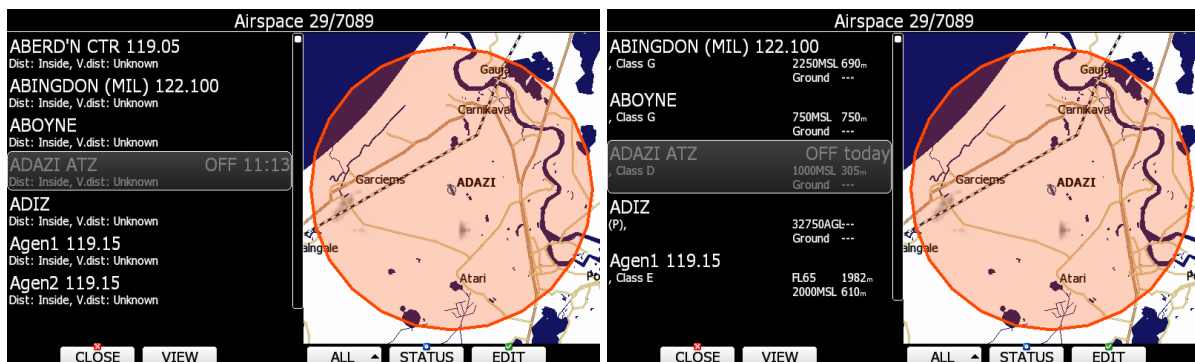 Airspace 29/7089
ABERD'N CTR 119.05
Dist: Inside, V.dist: Unknown
ABINGDON (MIL) 122.100
Dist: Inside, V.dist: Unknown
ABOYNE
Dist: Inside, V.dist: Unknown
ADAZI ATZ OFF 11:13
Dist: Inside, V.dist: Unknown
ADIZ
Dist: Inside, V.dist: Unknown
Agen1 119.15
Dist: Inside, V.dist: Unknown
Agen2 119.15
Dist: Inside, V.dist: Unknown
Gauja
Carnikava
Garciems
ADAZI
Atari
CLOSE VIEW ALL STATUS EDIT
Airspace 29/7089
ABINGDON (MIL) 122.100
, Class G 2250MSL 690m
Ground ---
ABOYNE
, Class G 750MSL 750m
Ground ---
ADAZI ATZ OFF today
, Class D 1000MSL 305m
Ground ---
ADIZ
(P), 32750AGL---
Ground ---
Agen1 119.15
, Class E FL65 1982m
2000MSL 610m
Gauja
Carnikava
Garciems
ADAZI
Atari
CLOSE VIEW ALL STATUS EDIT